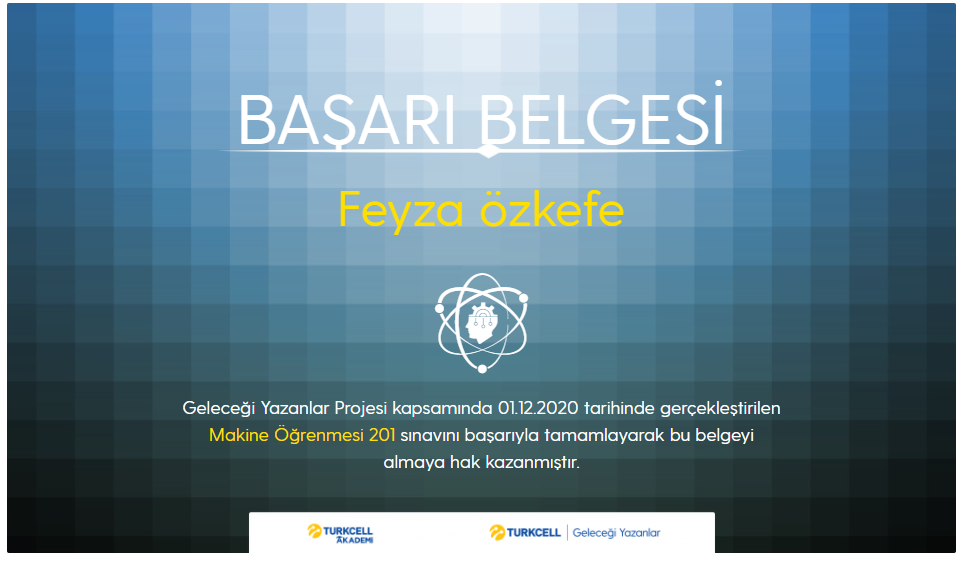 BAŞARI BELGESİ
Feyza özkefe
Geleceği Yazanlar Projesi kapsamında 01.12.2020 tarihinde gerçekleştirilen
Makine Öğrenmesi 201 sınavını başarıyla tamamlayarak bu belgeyi
almaya hak kazanmıştır.
TURKCELL
AKADEMİ
TURKCELL | Geleceği Yazanlar